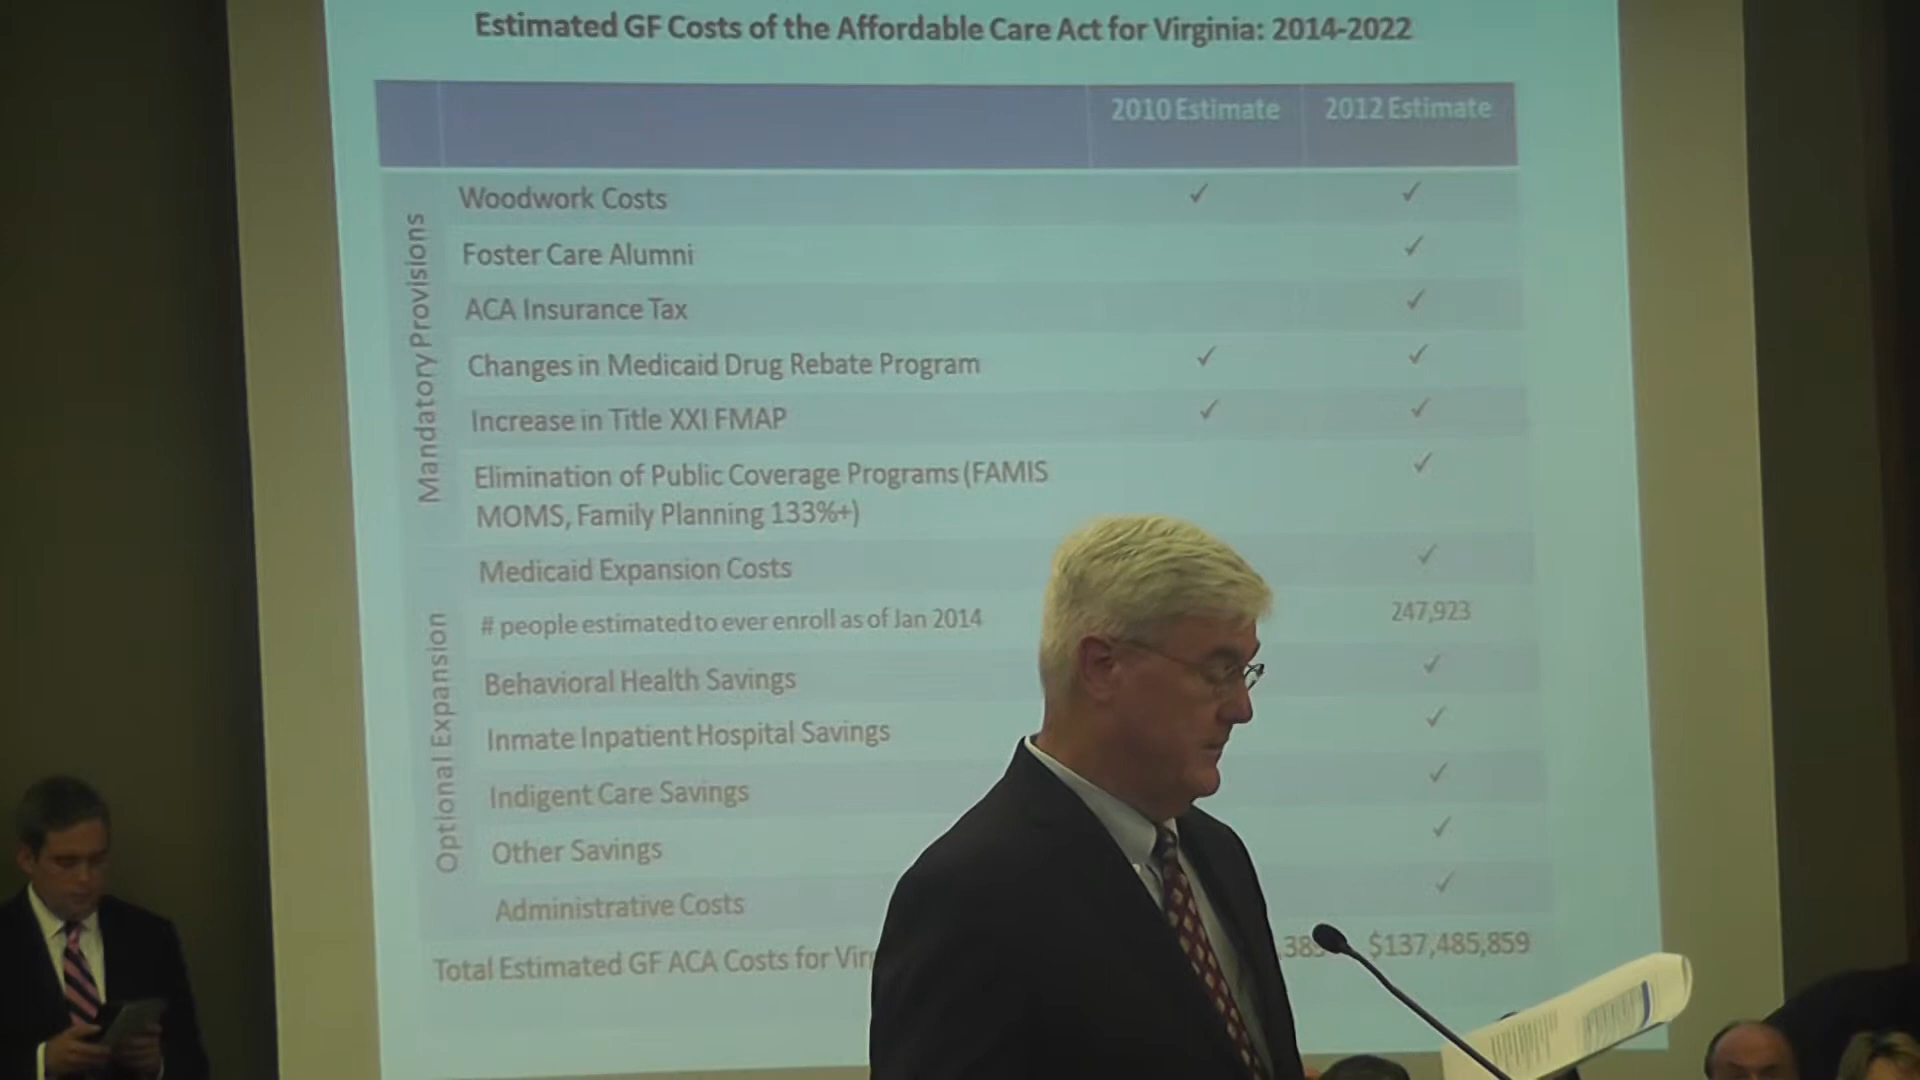 Estimated GF Costs of the Affordable Care Act for Virginia: 2014-2022
2010 Estimate 2012 Estimate
Mandatory Provisions
Woodwork Costs ✓ ✓
Foster Care Alumni ✓
ACA Insurance Tax ✓
Changes in Medicaid Drug Rebate Program ✓ ✓
Increase in Title XXI FMAP ✓ ✓
Elimination of Public Coverage Programs (FAMIS ✓
MOMS, Family Planning 133%+)
Optional Expansion
Medicaid Expansion Costs ✓
# people estimated to ever enroll as of Jan 2014 247,923
Behavioral Health Savings ✓
Inmate Inpatient Hospital Savings ✓
Indigent Care Savings ✓
Other Savings ✓
Administrative Costs ✓
Total Estimated GF ACA Costs for $137,485,859